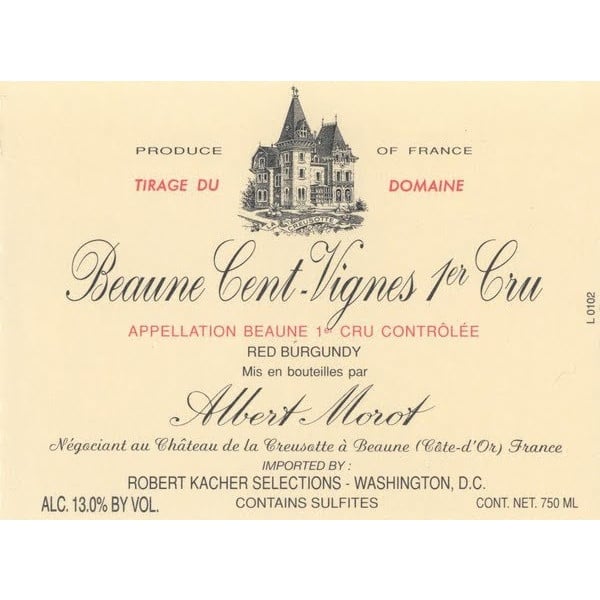 PRODUCE OF FRANCE
TIRAGE DU DOMAINE
CREUSOTTE
Beaune Cent-Vignes 1er Cru
APPELLATION BEAUNE 1er CRU CONTRÔLÉE
RED BURGUNDY
Mis en bouteilles par
Albert Morot
Négociant au Château de la Creusotte à Beaune (Côte-d'Or) France
IMPORTED BY :
ROBERT KACHER SELECTIONS - WASHINGTON, D.C.
ALC. 13.0% BY VOL. CONTAINS SULFITES CONT. NET. 750 ML
L 0102